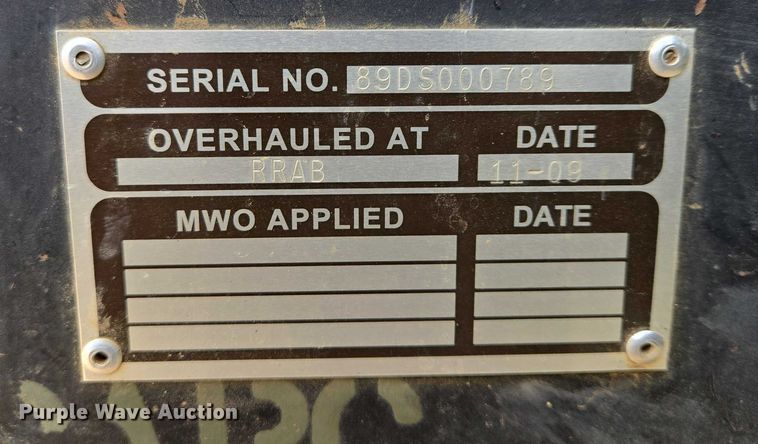 SERIAL NO. 89DS000789
OVERHAULED AT DATE
RRAB 11-09
MWO APPLIED DATE
Purple Wave Auction